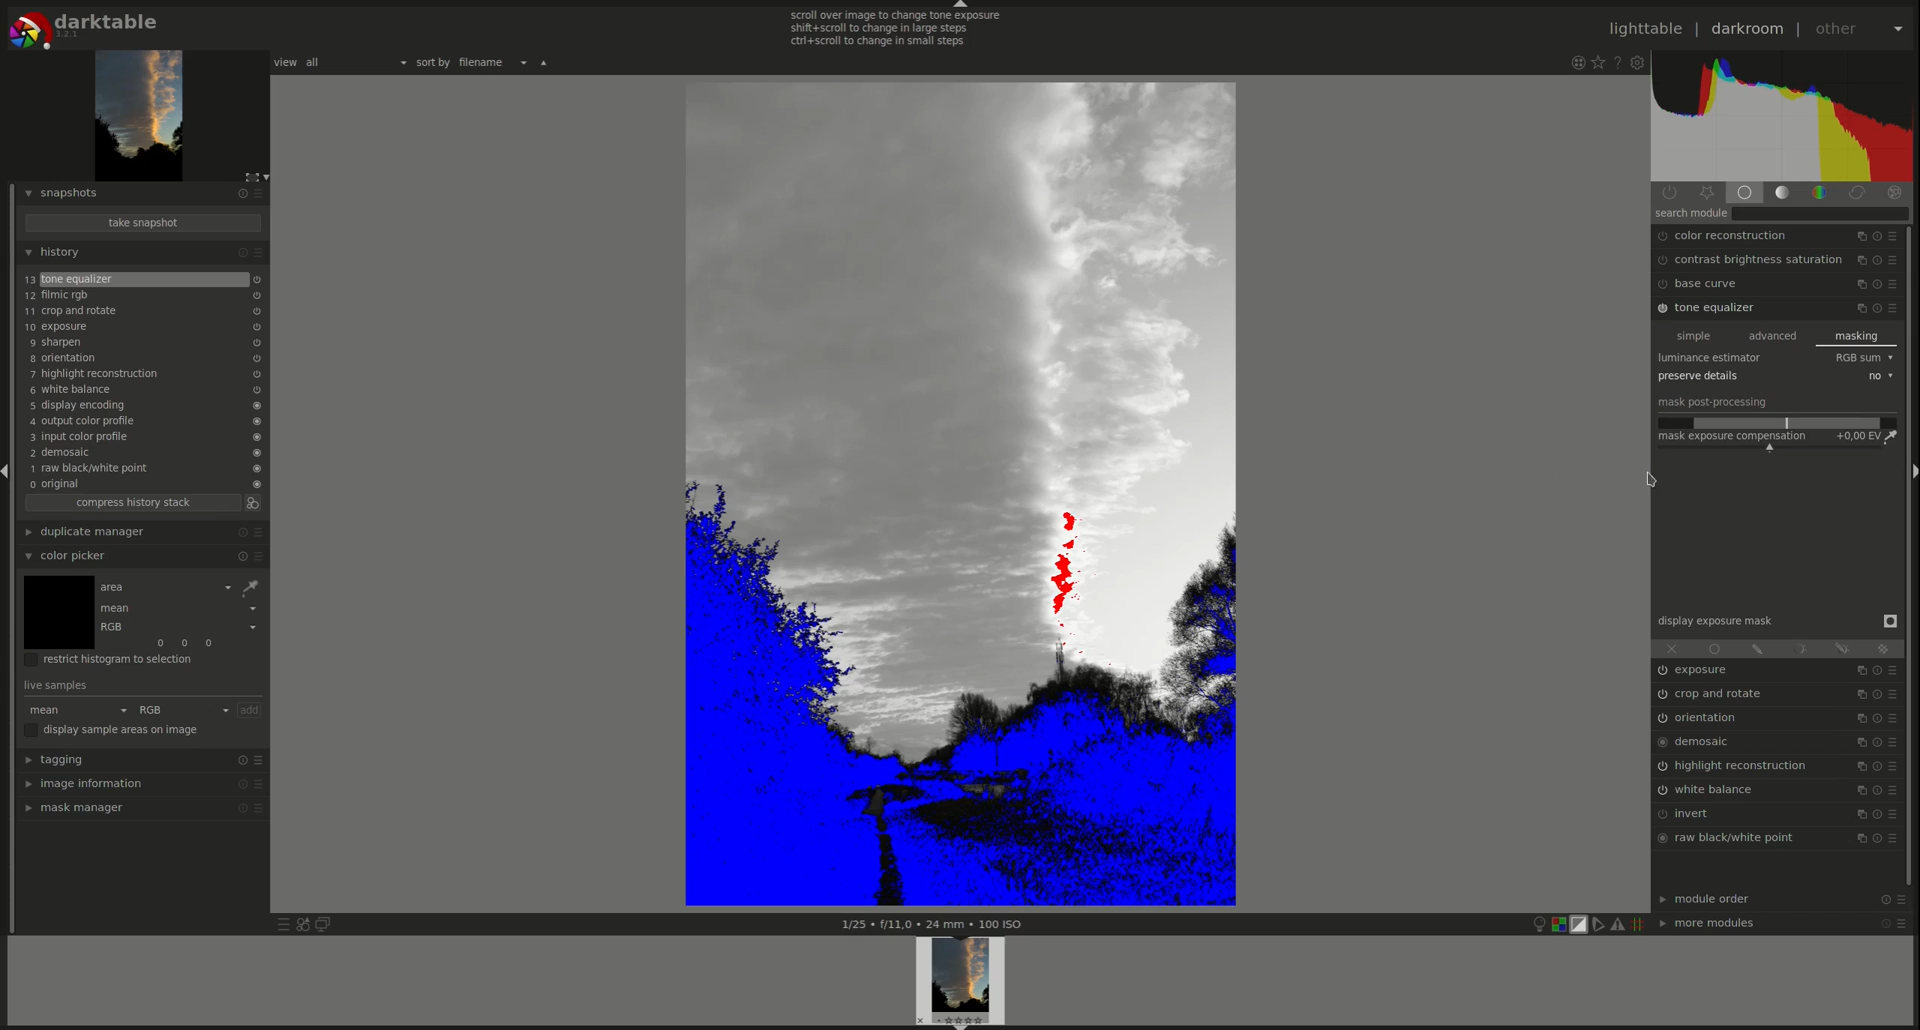 darktable
3.2.1
scroll over image to change tone exposure
shift+scroll to change in large steps
ctrl+scroll to change in small steps
lighttable | darkroom | other
view all sort by filename
snapshots
take snapshot
history
13 tone equalizer
12 filmic rgb
11 crop and rotate
10 exposure
9 sharpen
8 orientation
7 highlight reconstruction
6 white balance
5 display encoding
4 output color profile
3 input color profile
2 demosaic
1 raw black/white point
0 original
compress history stack
duplicate manager
color picker
area
mean
RGB
0 0 0
restrict histogram to selection
live samples
mean RGB add
display sample areas on image
tagging
image information
mask manager
1/25 • f/11,0 • 24 mm • 100 ISO
search module
color reconstruction
contrast brightness saturation
base curve
tone equalizer
simple advanced masking
luminance estimator RGB sum
preserve details no
mask post-processing
mask exposure compensation +0,00 EV
display exposure mask
exposure
crop and rotate
orientation
demosaic
highlight reconstruction
white balance
invert
raw black/white point
module order
more modules